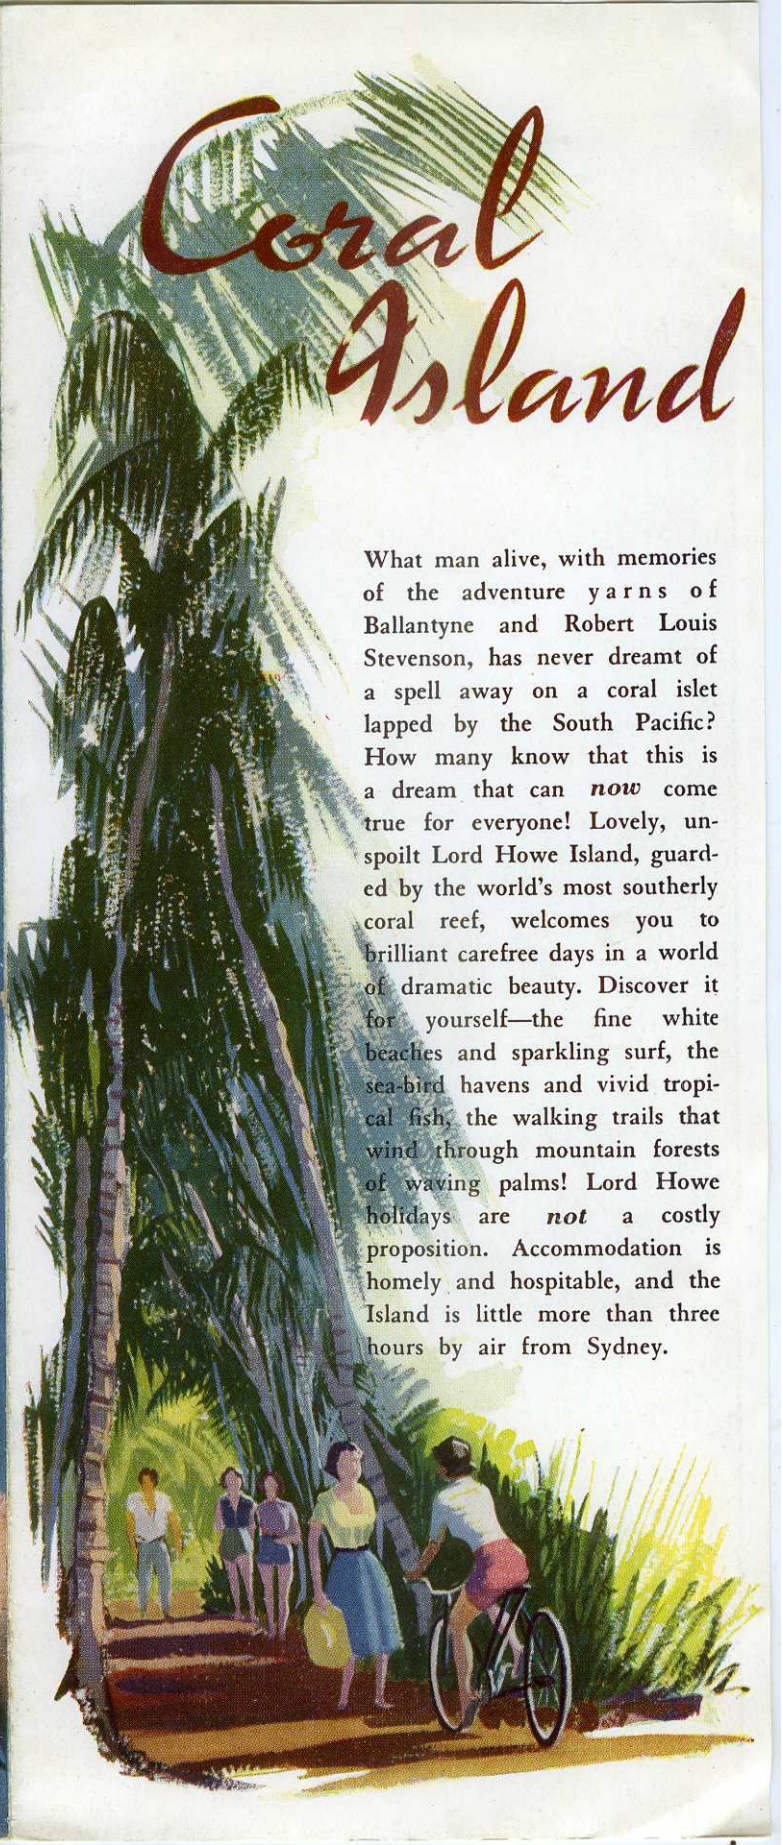 Coral
Island
What man alive, with memories
of the adventure yarns of
Ballantyne and Robert Louis
Stevenson, has never dreamt of
a spell away on a coral islet
lapped by the South Pacific?
How many know that this is
a dream that can now come
true for everyone! Lovely, un-
spoilt Lord Howe Island, guard-
ed by the world's most southerly
coral reef, welcomes you to
brilliant carefree days in a world
of dramatic beauty. Discover it
for yourself—the fine white
beaches and sparkling surf, the
sea-bird havens and vivid tropi-
cal fish, the walking trails that
wind through mountain forests
of waving palms! Lord Howe
holidays are not a costly
proposition. Accommodation is
homely and hospitable, and the
Island is little more than three
hours by air from Sydney.